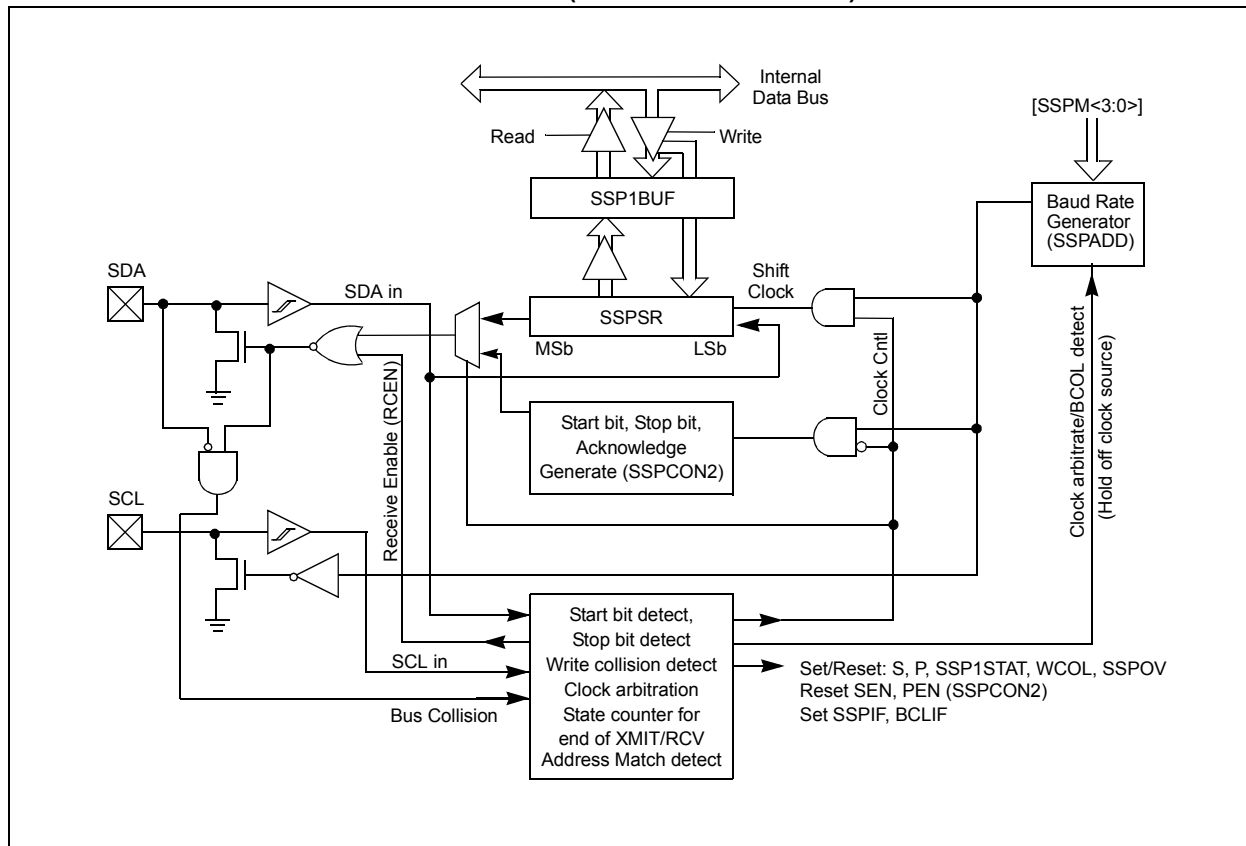 Internal
Data Bus
[SSPM<3:0>]
Read
Write
SSP1BUF
Baud Rate
Generator
(SSPADD)
SDA
SDA in
Shift
Clock
SSPSR
MSb
LSb
Start bit, Stop bit,
Acknowledge
Generate (SSPCON2)
Clock Cntl
Clock arbitrate/BCOL detect
(Hold off clock source)
Receive Enable (RCEN)
SCL
SCL in
Bus Collision
Start bit detect,
Stop bit detect
Write collision detect
Clock arbitration
State counter for
end of XMIT/RCV
Address Match detect
Set/Reset: S, P, SSP1STAT, WCOL, SSPOV
Reset SEN, PEN (SSPCON2)
Set SSPIF, BCLIF